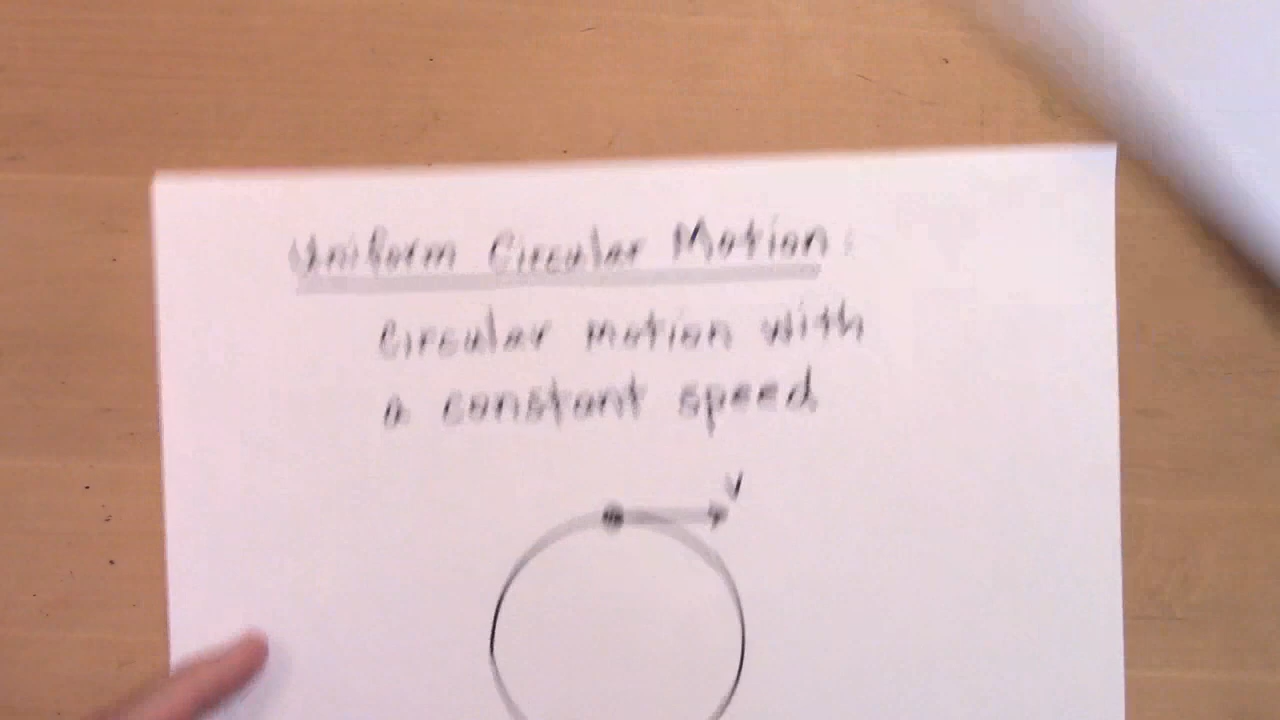 Uniform Circular Motion:
Circular motion with
a constant speed
V